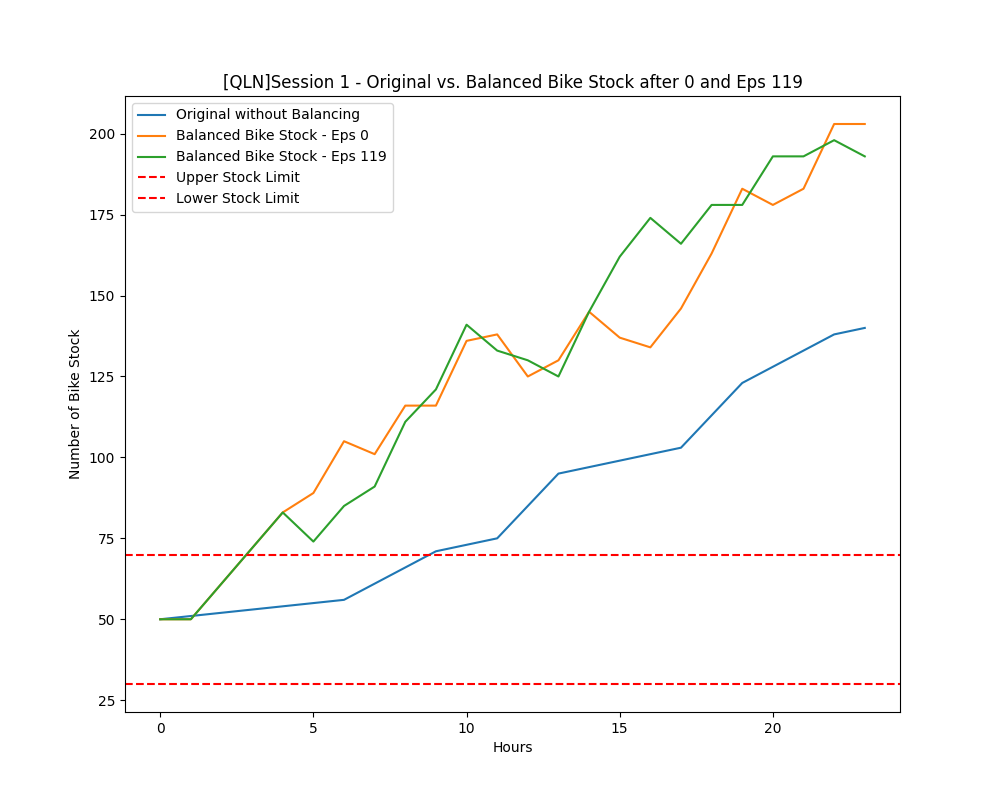 [QLN]Session 1 - Original vs. Balanced Bike Stock after 0 and Eps 119
Original without Balancing
Balanced Bike Stock - Eps 0
Balanced Bike Stock - Eps 119
Upper Stock Limit
Lower Stock Limit
200
175
150
125
100
75
50
25
Number of Bike Stock
0 5 10 15 20
Hours